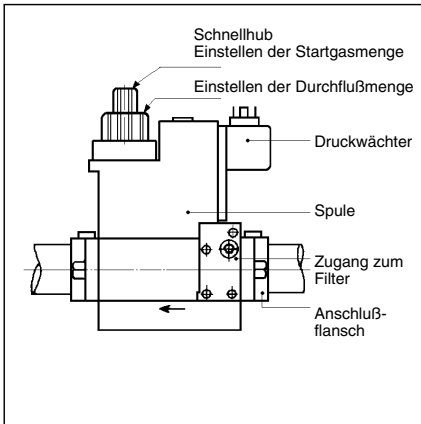 Schnellhub
Einstellen der Startgasmenge
Einstellen der Durchflußmenge
Druckwächter
Spule
Zugang zum
Filter
Anschluß-
flansch